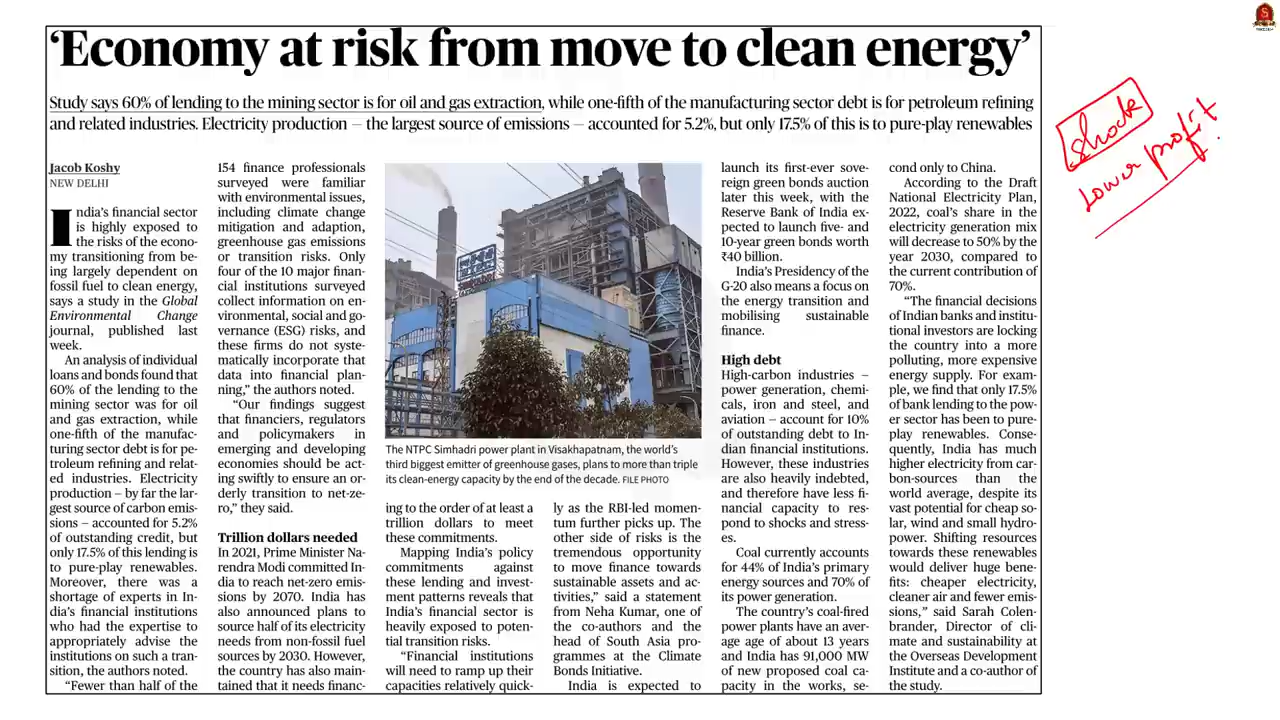 ‘Economy at risk from move to clean energy’
Study says 60% of lending to the mining sector is for oil and gas extraction, while one-fifth of the manufacturing sector debt is for petroleum refining
and related industries. Electricity production — the largest source of emissions — accounted for 5.2%, but only 17.5% of this is to pure-play renewables
Jacob Koshy
NEW DELHI
India’s financial sector
is highly exposed to
the risks of the econo-
my transitioning from be-
ing largely dependent on
fossil fuel to clean energy,
says a study in the Global
Environmental Change
journal, published last
week.
An analysis of individual
loans and bonds found that
60% of the lending to the
mining sector was for oil
and gas extraction, while
one-fifth of the manufac-
turing sector debt is for pe-
troleum refining and relat-
ed industries. Electricity
production – by far the lar-
gest source of carbon emis-
sions – accounted for 5.2%
of outstanding credit, but
only 17.5% of this lending is
to pure-play renewables.
Moreover, there was a
shortage of experts in In-
dia’s financial institutions
who had the expertise to
appropriately advise the
institutions on such a tran-
sition, the authors noted.
“Fewer than half of the
154 finance professionals
surveyed were familiar
with environmental issues,
including climate change
mitigation and adaption,
greenhouse gas emissions
or transition risks. Only
four of the 10 major finan-
cial institutions surveyed
collect information on en-
vironmental, social and go-
vernance (ESG) risks, and
these firms do not syste-
matically incorporate that
data into financial plan-
ning,” the authors noted.
“Our findings suggest
that financiers, regulators
and policymakers in
emerging and developing
economies should be act-
ing swiftly to ensure an or-
derly transition to net-ze-
ro,” they said.
Trillion dollars needed
In 2021, Prime Minister Na-
rendra Modi committed In-
dia to reach net-zero emis-
sions by 2070. India has
also announced plans to
source half of its electricity
needs from non-fossil fuel
sources by 2030. However,
the country has also main-
tained that it needs financ-
The NTPC Simhadri power plant in Visakhapatnam, the world’s
third biggest emitter of greenhouse gases, plans to more than triple
its clean-energy capacity by the end of the decade. FILE PHOTO
ing to the order of at least a
trillion dollars to meet
these commitments.
Mapping India’s policy
commitments against
these lending and invest-
ment patterns reveals that
India’s financial sector is
heavily exposed to poten-
tial transition risks.
“Financial institutions
will need to ramp up their
capacities relatively quick-
ly as the RBI-led momen-
tum further picks up. The
other side of risks is the
tremendous opportunity
to move finance towards
sustainable assets and ac-
tivities,” said a statement
from Neha Kumar, one of
the co-authors and the
head of South Asia pro-
grammes at the Climate
Bonds Initiative.
India is expected to
launch its first-ever sove-
reign green bonds auction
later this week, with the
Reserve Bank of India ex-
pected to launch five- and
10-year green bonds worth
₹40 billion.
India’s Presidency of the
G-20 also means a focus on
the energy transition and
mobilising sustainable
finance.
High debt
High-carbon industries –
power generation, chemi-
cals, iron and steel, and
aviation – account for 10%
of outstanding debt to In-
dian financial institutions.
However, these industries
are also heavily indebted,
and therefore have less fi-
nancial capacity to res-
pond to shocks and stress-
es.
Coal currently accounts
for 44% of India’s primary
energy sources and 70% of
its power generation.
The country’s coal-fired
power plants have an aver-
age age of about 13 years
and India has 91,000 MW
of new proposed coal ca-
pacity in the works, se-
cond only to China.
According to the Draft
National Electricity Plan,
2022, coal’s share in the
electricity generation mix
will decrease to 50% by the
year 2030, compared to
the current contribution of
70%.
“The financial decisions
of Indian banks and institu-
tional investors are locking
the country into a more
polluting, more expensive
energy supply. For exam-
ple, we find that only 17.5%
of bank lending to the pow-
er sector has been to pure-
play renewables. Conse-
quently, India has much
higher electricity from car-
bon-sources than the
world average, despite its
vast potential for cheap so-
lar, wind and small hydro-
power. Shifting resources
towards these renewables
would deliver huge bene-
fits: cheaper electricity,
cleaner air and fewer emis-
sions,” said Sarah Colen-
brander, Director of cli-
mate and sustainability at
the Overseas Development
Institute and a co-author of
the study.
Shock
Lower profit